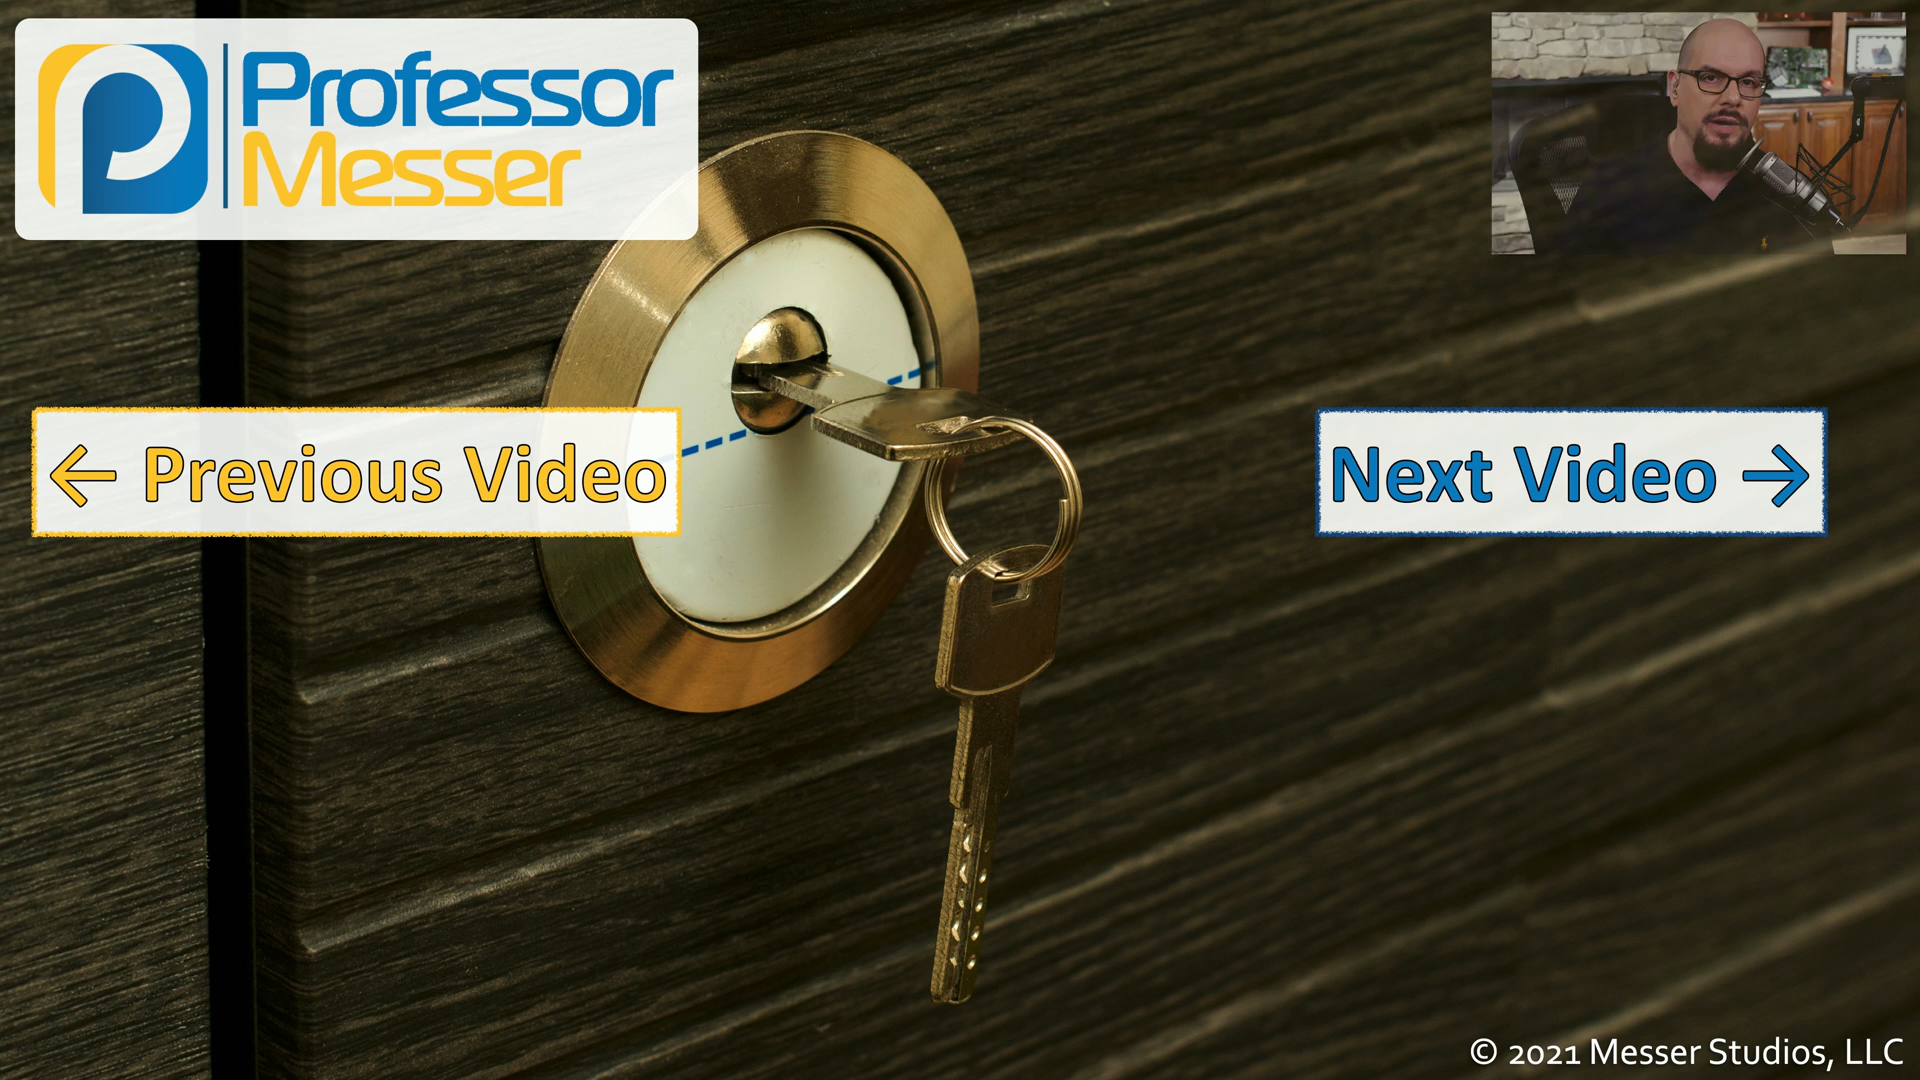 Professor
Messer
← Previous Video
Next Video →
© 2021 Messer Studios, LLC